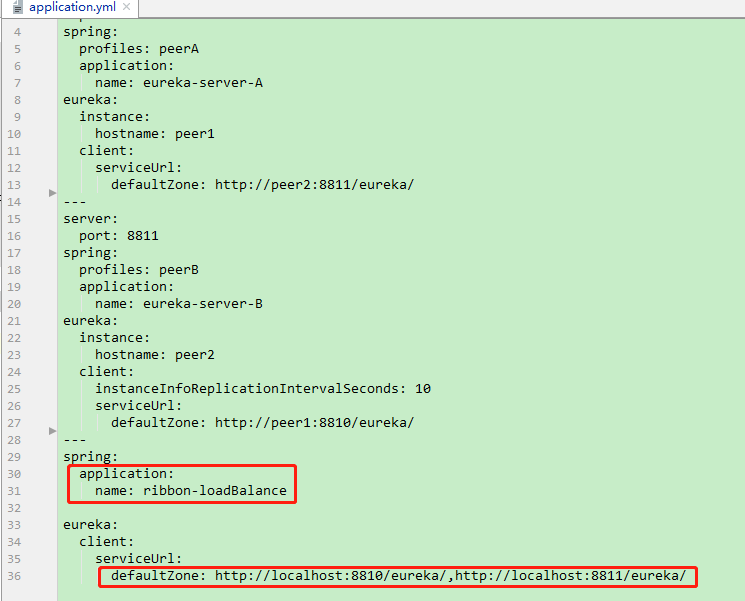 application.yml
4 spring:
5 profiles: peerA
6 application:
7 name: eureka-server-A
8 eureka:
9 instance:
10 hostname: peer1
11 client:
12 serviceUrl:
13 defaultZone: http://peer2:8811/eureka/
14 ---
15 server:
16 port: 8811
17 spring:
18 profiles: peerB
19 application:
20 name: eureka-server-B
21 eureka:
22 instance:
23 hostname: peer2
24 client:
25 instanceInfoReplicationIntervalSeconds: 10
26 serviceUrl:
27 defaultZone: http://peer1:8810/eureka/
28 ---
29 spring:
30 application:
31 name: ribbon-loadBalance
32
33 eureka:
34 client:
35 serviceUrl:
36 defaultZone: http://localhost:8810/eureka/,http://localhost:8811/eureka/